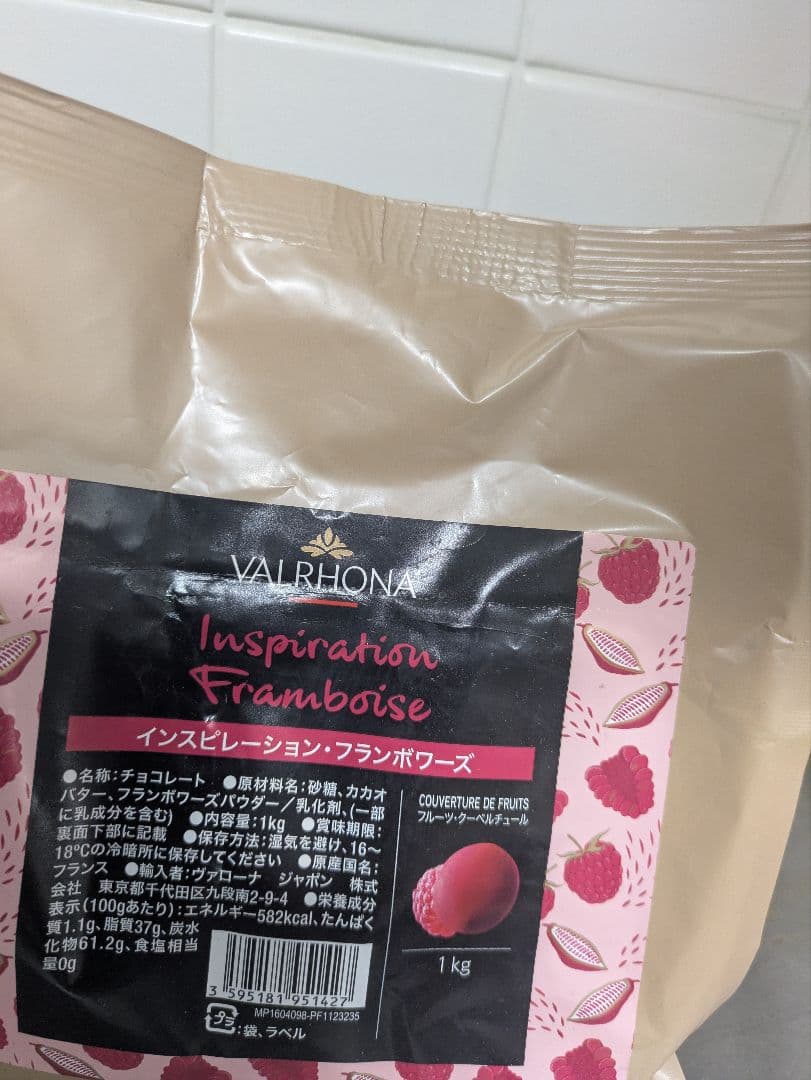 VALRHONA
Inspiration
Framboise
インスピレーション・フランボワーズ
●名称：チョコレート　●原材料名：砂糖、カカオ
バター、フランボワーズパウダー／乳化剤、(一部
に乳成分を含む)　●内容量：1kg　●賞味期限：
裏面下部に記載　●保存方法：湿気を避け、16〜
18℃の冷暗所に保存してください　●原産国名：
フランス　●輸入者：ヴァローナ　ジャポン　株式
会社　東京都千代田区九段南2-9-4　●栄養成分
表示(100gあたり)：エネルギー582kcal、たんぱく
質1.1g、脂質37g、炭水
化物61.2g、食塩相当
量0g
3 595181 951427
MP1604098-PF1123235
プラ：袋、ラベル
COUVERTURE DE FRUITS
フルーツ・クーベルチュール
1kg